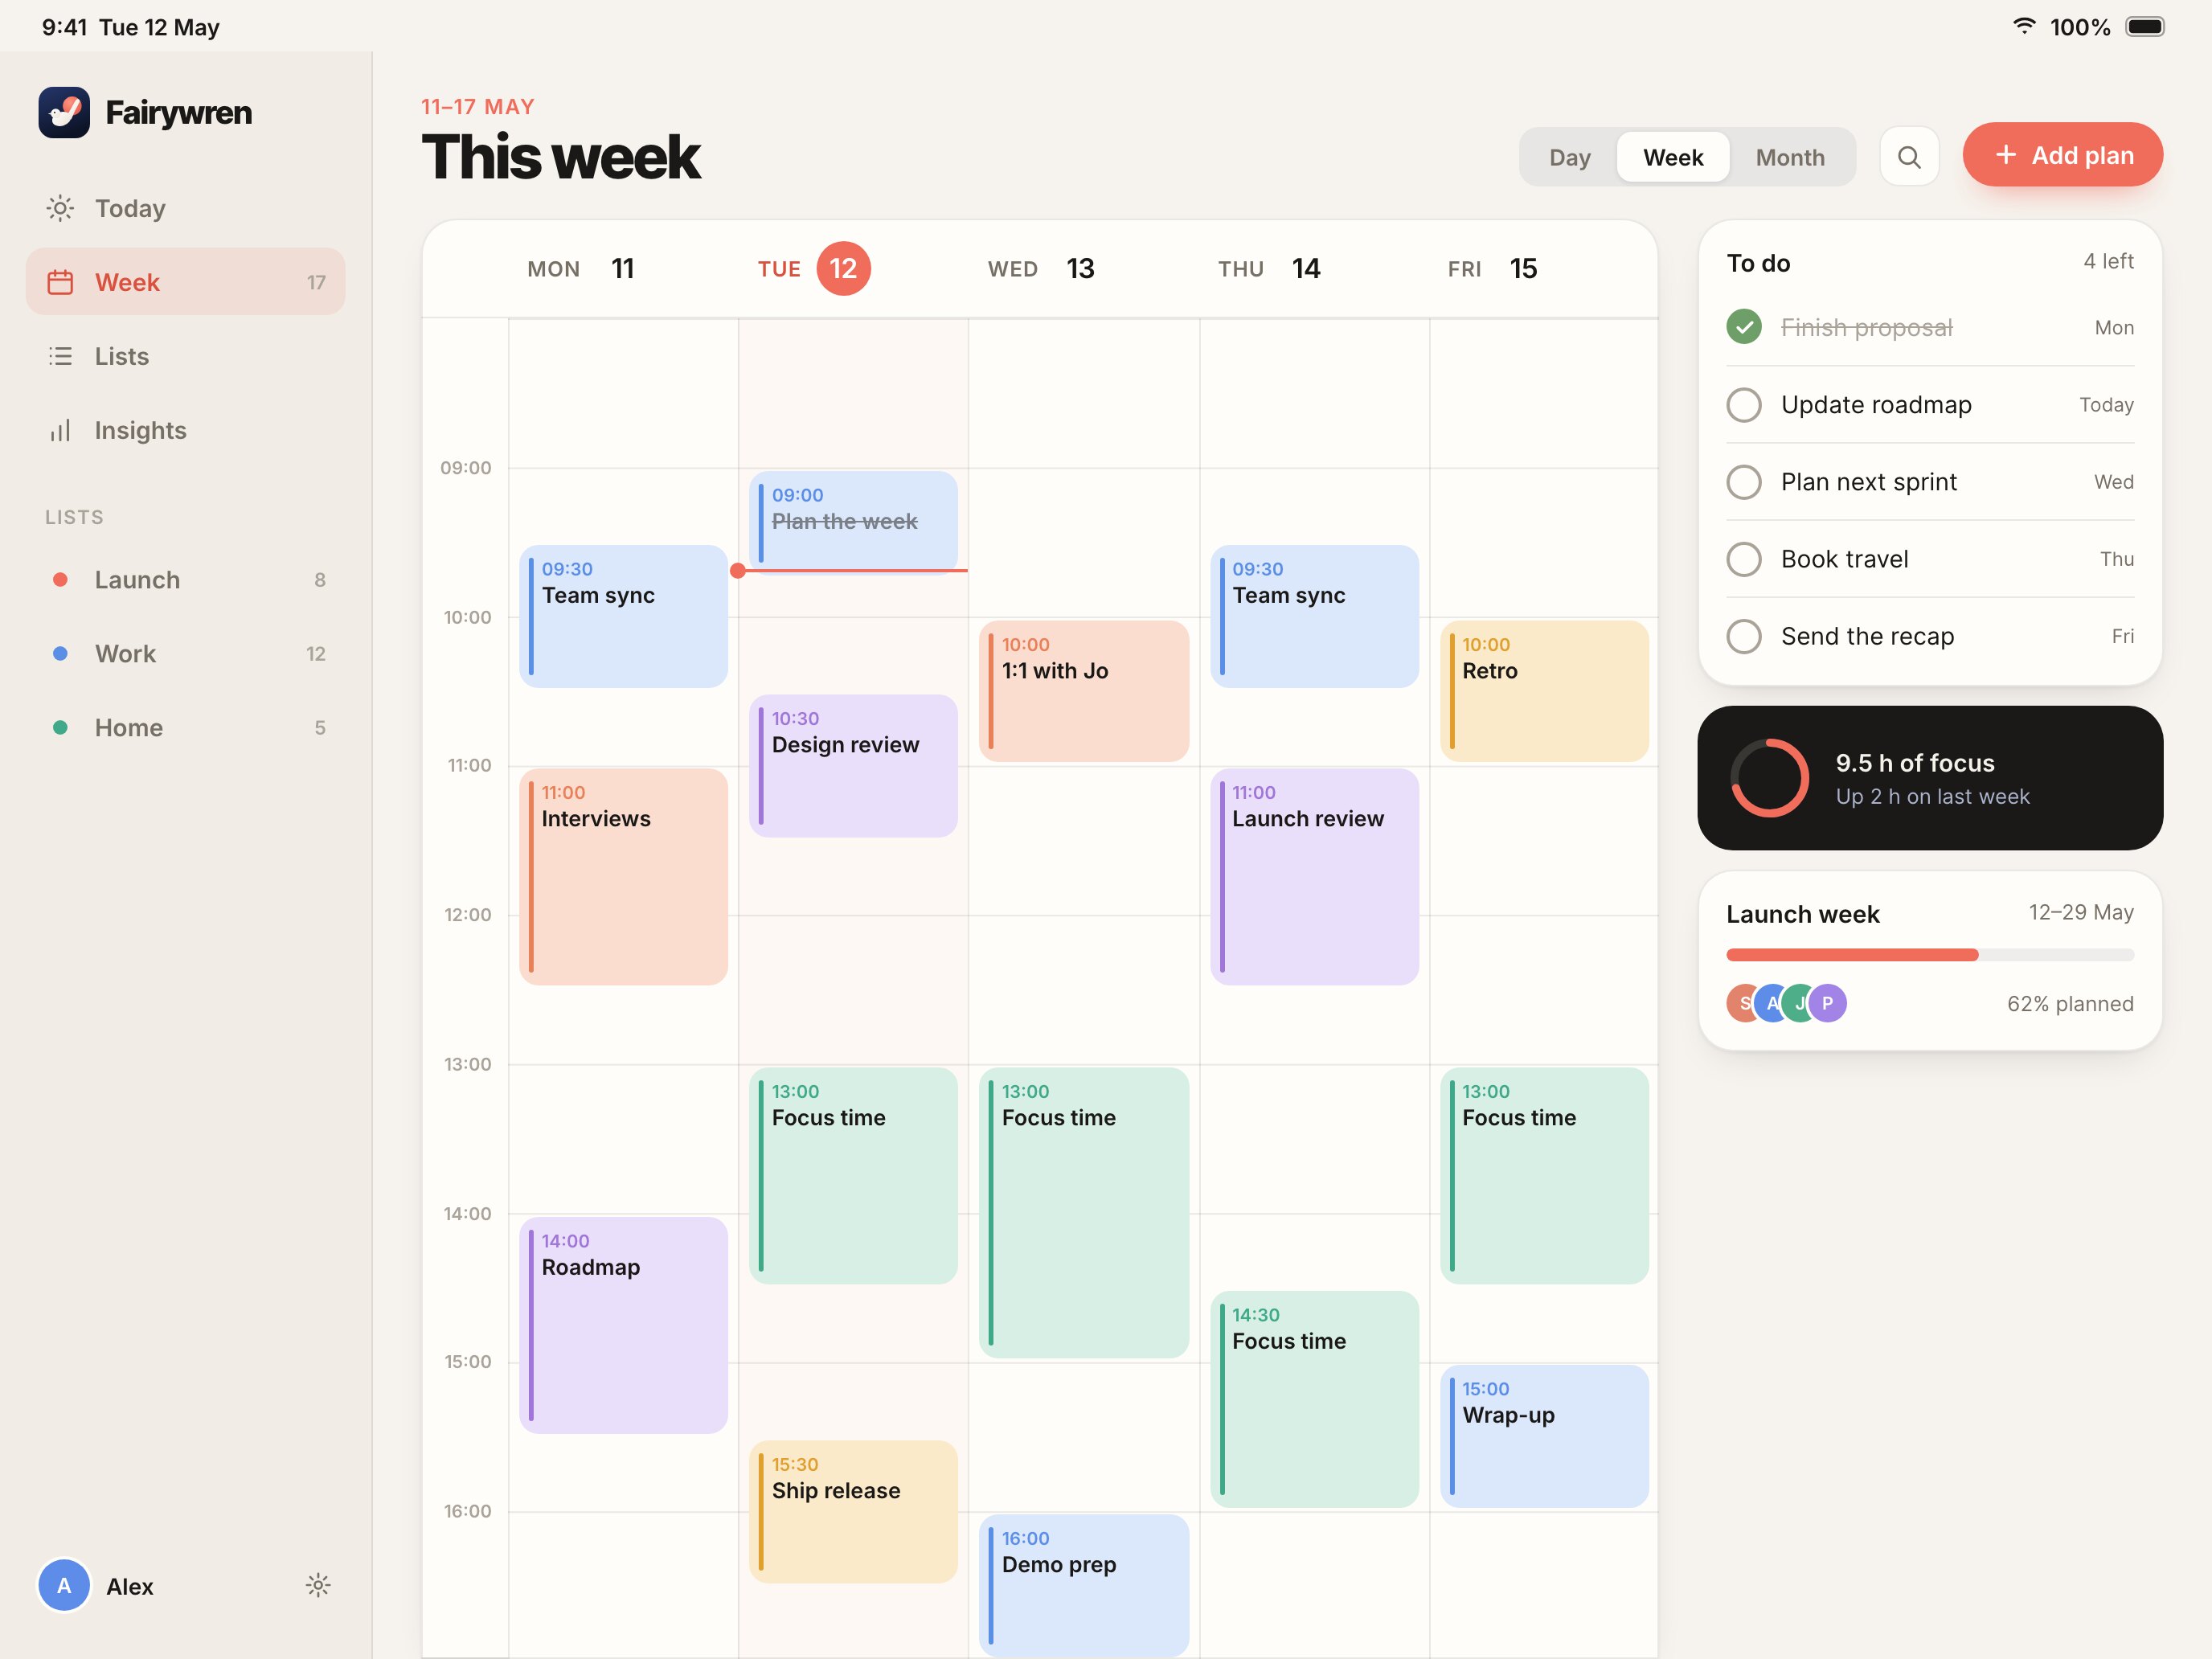 9:41 Tue 12 May
100%
Fairywren
Today
Week 17
Lists
Insights
LISTS
Launch 8
Work 12
Home 5
A Alex
11–17 MAY
This week
Day Week Month
+ Add plan
MON 11 TUE 12 WED 13 THU 14 FRI 15
09:00
10:00
11:00
12:00
13:00
14:00
15:00
16:00
09:30
Team sync
11:00
Interviews
14:00
Roadmap
09:00
Plan the week
10:30
Design review
13:00
Focus time
15:30
Ship release
10:00
1:1 with Jo
13:00
Focus time
16:00
Demo prep
09:30
Team sync
11:00
Launch review
14:30
Focus time
10:00
Retro
13:00
Focus time
15:00
Wrap-up
To do 4 left
Finish proposal Mon
Update roadmap Today
Plan next sprint Wed
Book travel Thu
Send the recap Fri
9.5 h of focus
Up 2 h on last week
Launch week 12–29 May
S A J P 62% planned